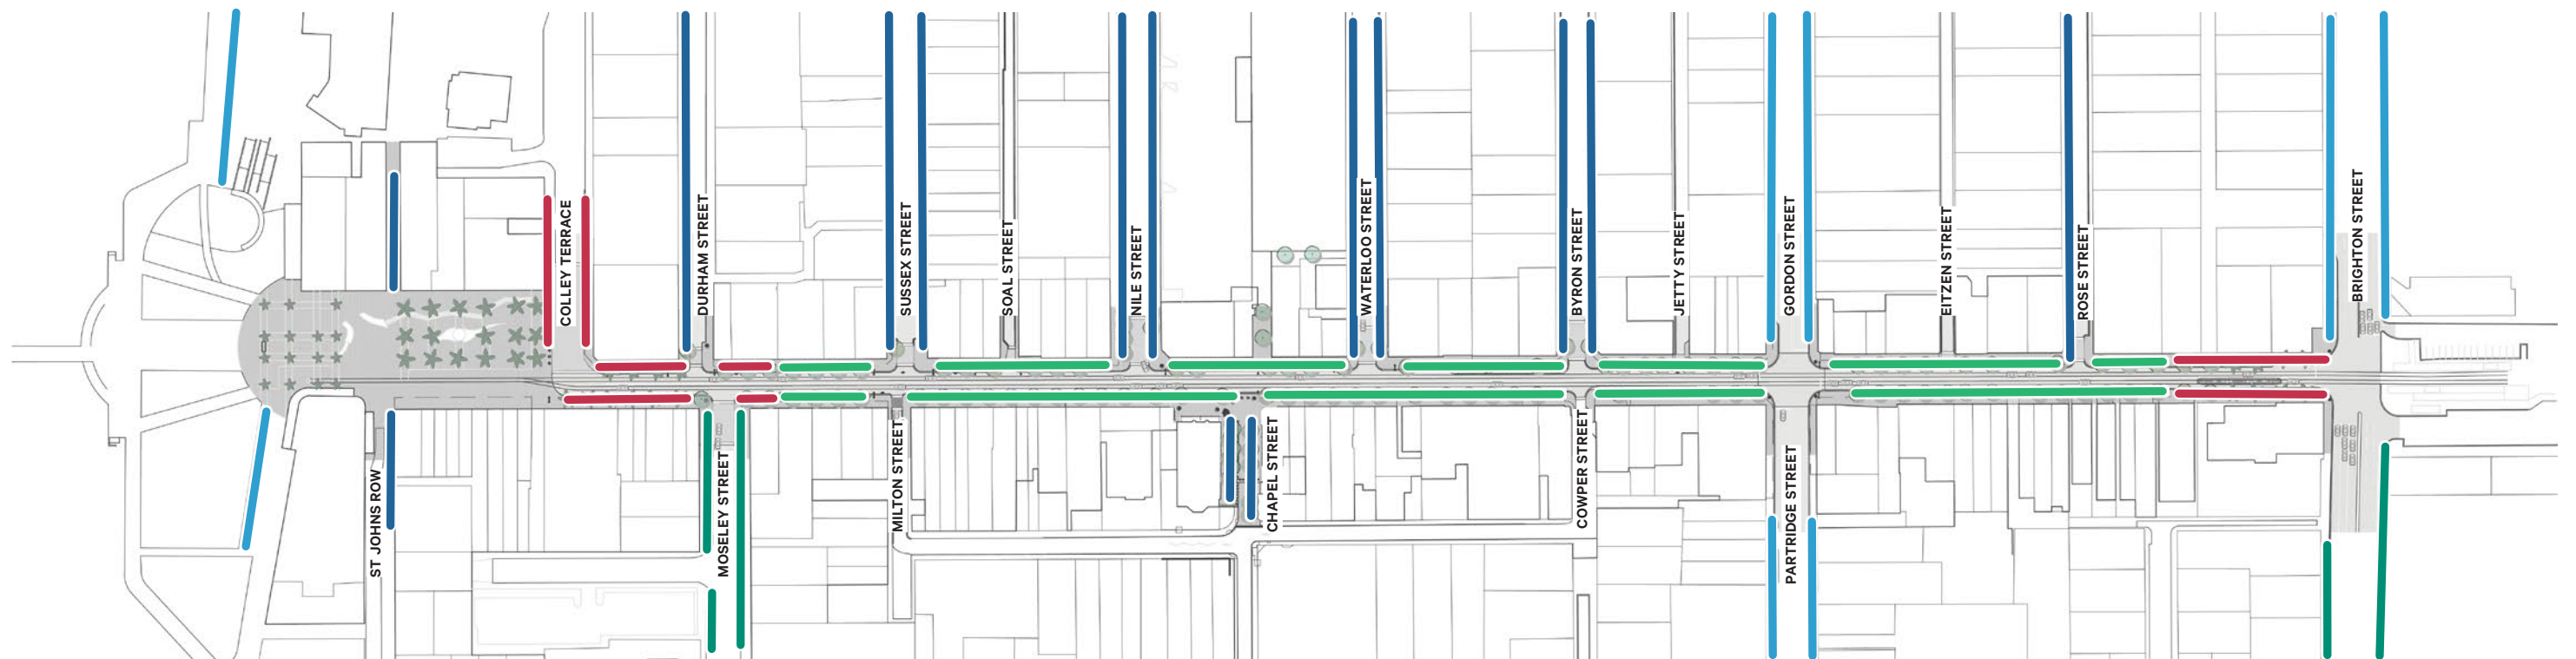 COLLEY TERRACE
DURHAM STREET
SUSSEX STREET
SOAL STREET
NILE STREET
WATERLOO STREET
BYRON STREET
JETTY STREET
GORDON STREET
EITZEN STREET
ROSE STREET
BRIGHTON STREET
ST JOHNS ROW
MOSELEY STREET
MILTON STREET
CHAPEL STREET
COWPER STREET
PARTRIDGE STREET